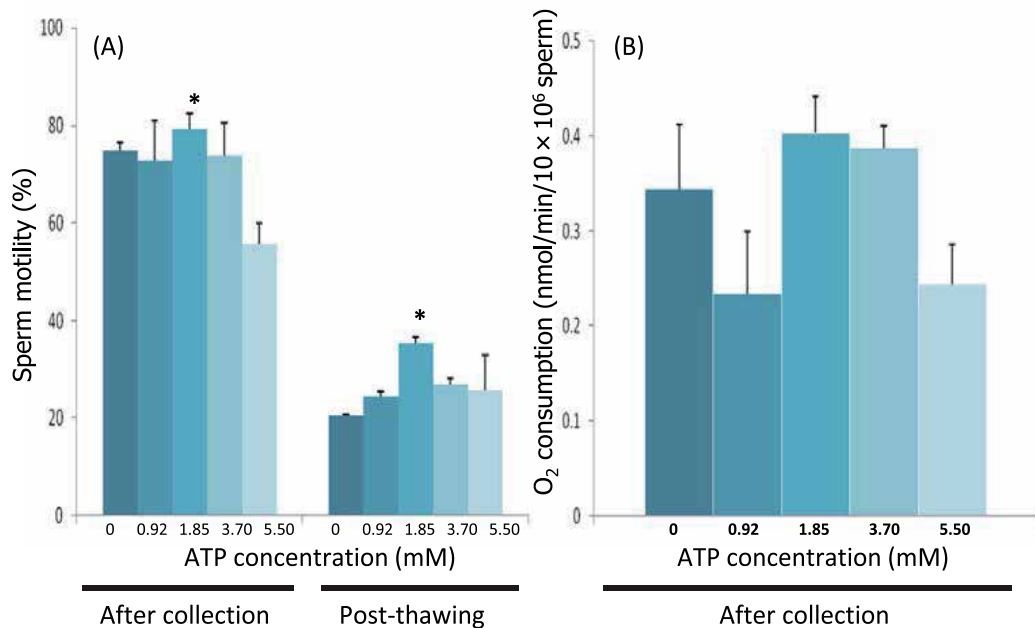 (A)
100
80
60
40
20
0
Sperm motility (%)
*
*
0 0.92 1.85 3.70 5.50
0 0.92 1.85 3.70 5.50
ATP concentration (mM)
After collection
Post-thawing
(B)
0.5
0.4
0.3
0.2
0.1
0
O₂ consumption (nmol/min/10 × 10⁶ sperm)
0 0.92 1.85 3.70 5.50
ATP concentration (mM)
After collection